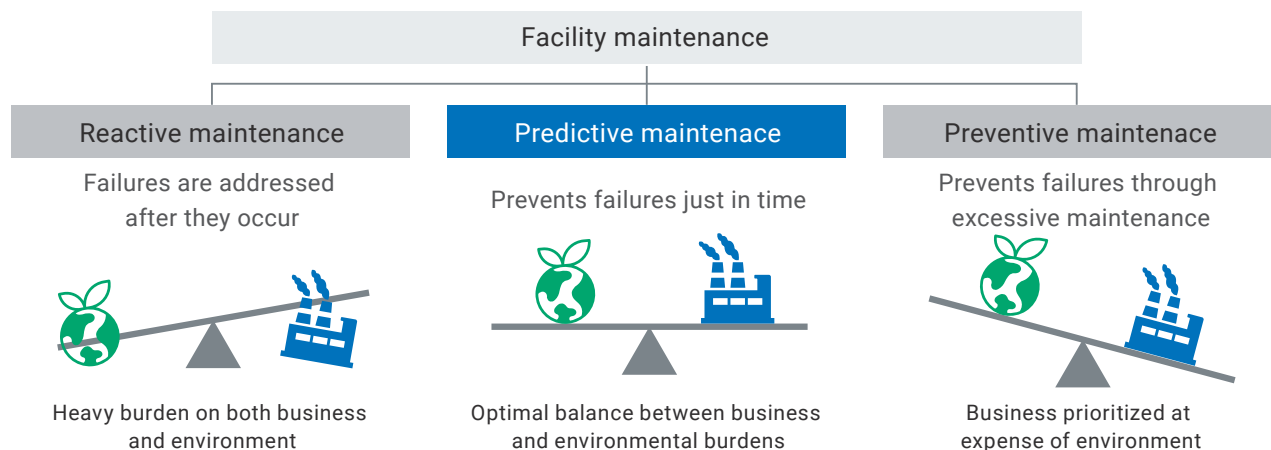 Facility maintenance
Reactive maintenance
Failures are addressed
after they occur
Heavy burden on both business
and environment
Predictive maintenace
Prevents failures just in time
Optimal balance between business
and environmental burdens
Preventive maintenace
Prevents failures through
excessive maintenance
Business prioritized at
expense of environment